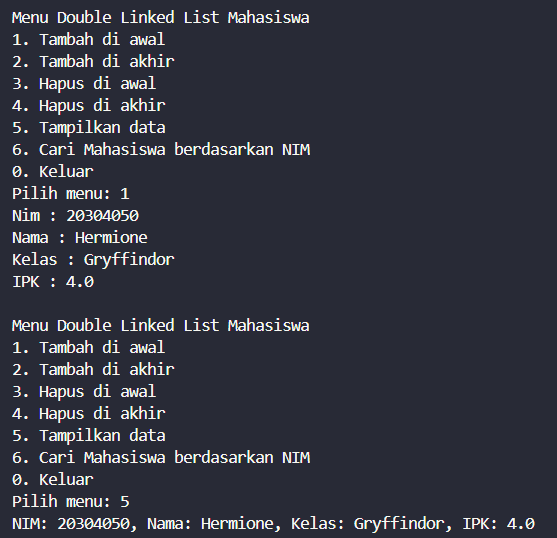 Menu Double Linked List Mahasiswa
1. Tambah di awal
2. Tambah di akhir
3. Hapus di awal
4. Hapus di akhir
5. Tampilkan data
6. Cari Mahasiswa berdasarkan NIM
0. Keluar
Pilih menu: 1
Nim : 20304050
Nama : Hermione
Kelas : Gryffindor
IPK : 4.0

Menu Double Linked List Mahasiswa
1. Tambah di awal
2. Tambah di akhir
3. Hapus di awal
4. Hapus di akhir
5. Tampilkan data
6. Cari Mahasiswa berdasarkan NIM
0. Keluar
Pilih menu: 5
NIM: 20304050, Nama: Hermione, Kelas: Gryffindor, IPK: 4.0